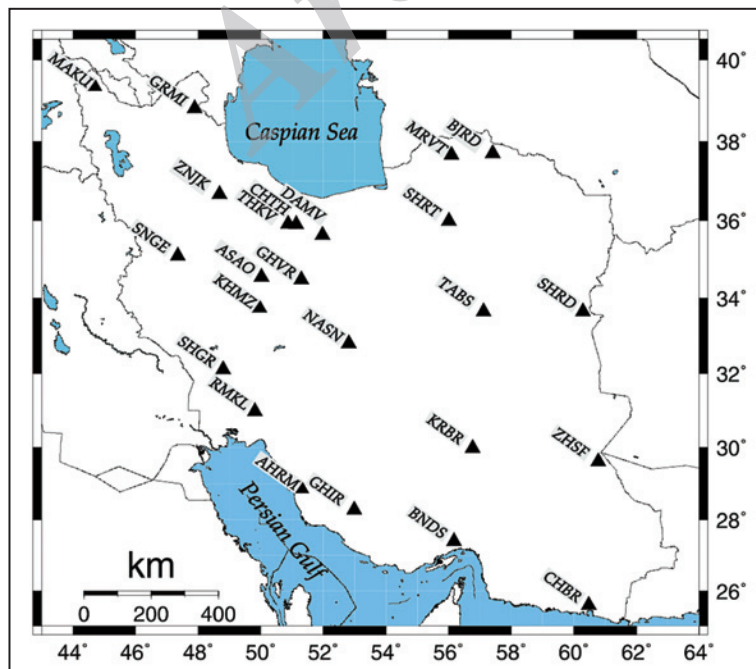 MAKU
GRMI
Caspian Sea
MRVT
BJRD
ZNJK
CHTH
THKV
DAMV
SHRT
SNGE
ASAO
GHVR
KHMZ
TABS
SHRD
NASN
SHGR
RMKL
KRBR
ZHSF
AHRM
GHIR
Persian Gulf
BNDS
CHBR
km
0 200 400
40°
38°
36°
34°
32°
30°
28°
26°
44° 46° 48° 50° 52° 54° 56° 58° 60° 62° 64°